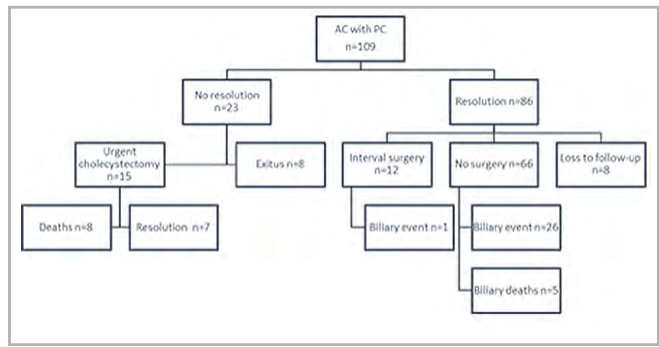 AC with PC
n=109
No resolution
n=23
Resolution n=86
Urgent
cholecystectomy
n=15
Exitus n=8
Interval surgery
n=12
No surgery n=66
Loss to follow-up
n=8
Deaths n=8
Resolution n=7
Biliary event n=1
Biliary event n=26
Biliary deaths n=5